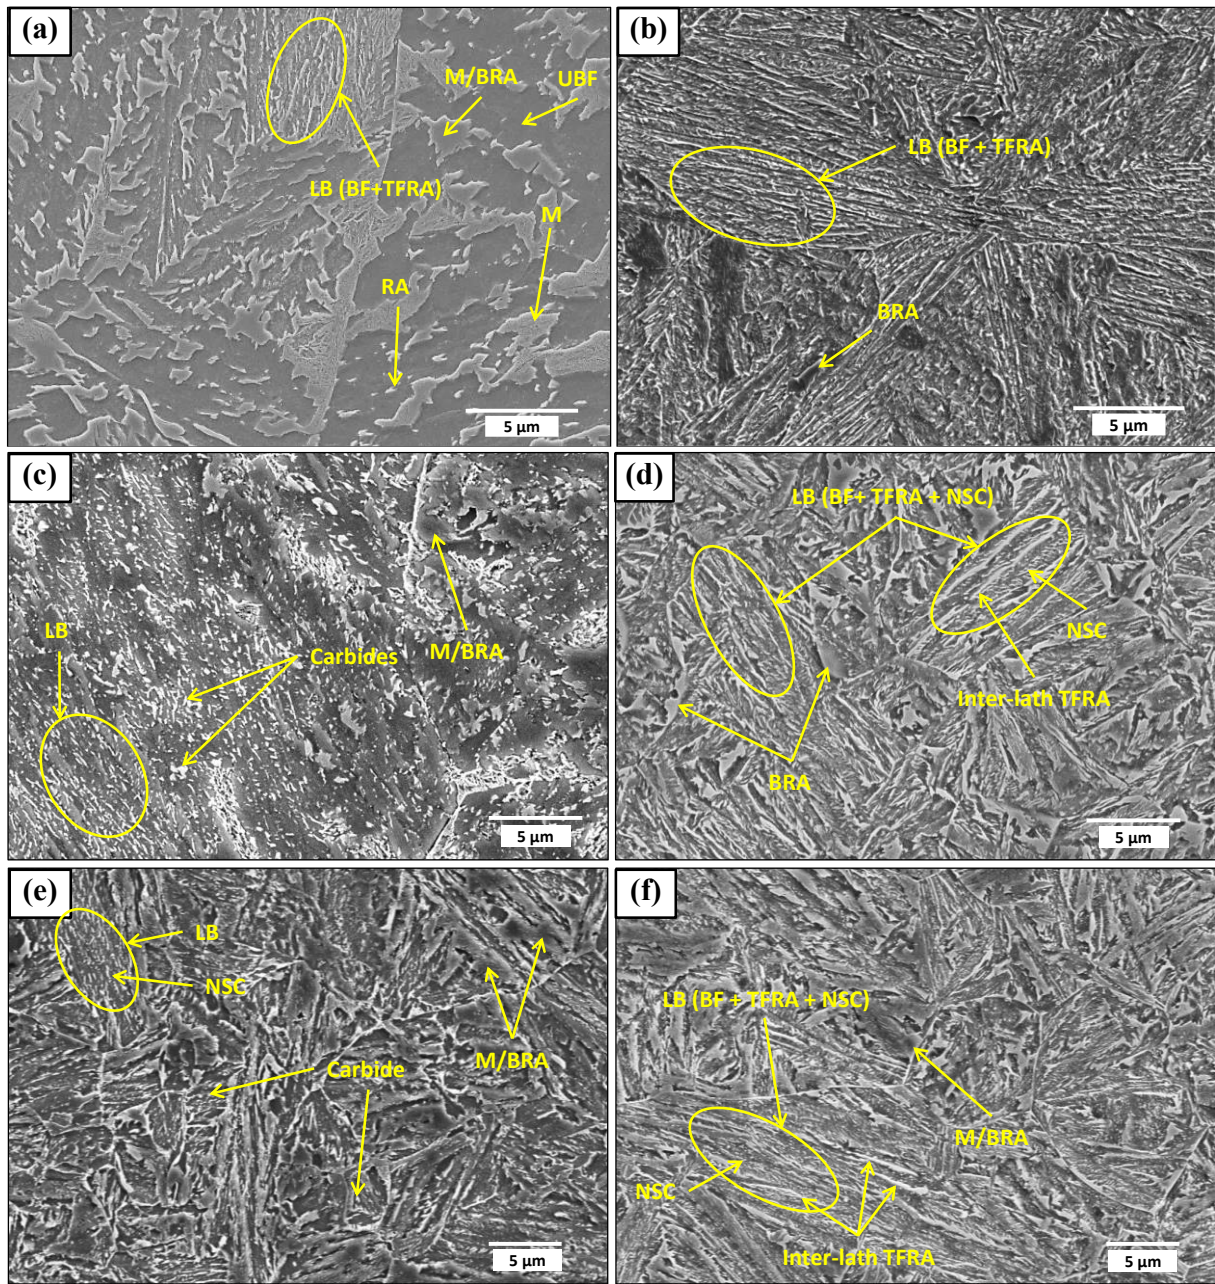 (a)
M/BRA
UBF
LB (BF+TFRA)
M
RA
5 µm
(b)
LB (BF + TFRA)
BRA
5 µm
(c)
LB
Carbides
M/BRA
5 µm
(d)
LB (BF+ TFRA + NSC)
NSC
Inter-lath TFRA
BRA
5 µm
(e)
LB
NSC
M/BRA
Carbide
5 µm
(f)
LB (BF + TFRA + NSC)
M/BRA
NSC
Inter-lath TFRA
5 µm